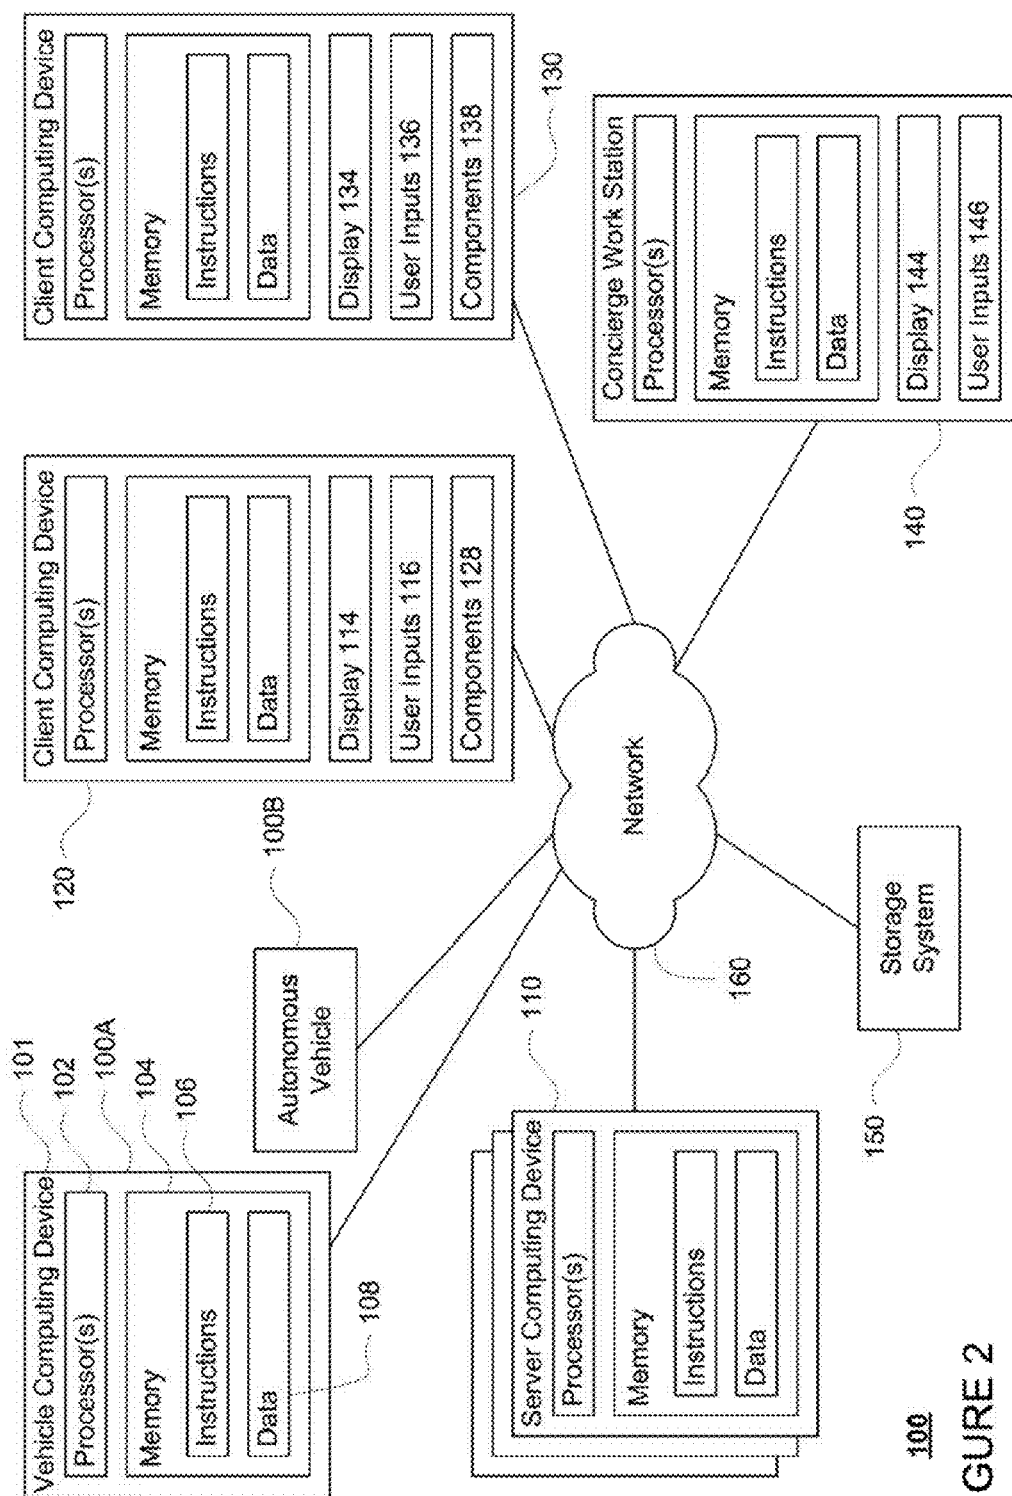 Vehicle Computing Device
Processor(s)
Memory
Instructions
Data
101
102
100A
104
106
108
Autonomous
Vehicle
100B
Client Computing Device
Processor(s)
Memory
Instructions
Data
Display 114
User Inputs 116
Components 128
120
Client Computing Device
Processor(s)
Memory
Instructions
Data
Display 134
User Inputs 136
Components 138
130
Server Computing Device
Processor(s)
Memory
Instructions
Data
110
Network
160
Storage
System
150
Concierge Work Station
Processor(s)
Memory
Instructions
Data
Display 144
User Inputs 146
140
100
GURE 2